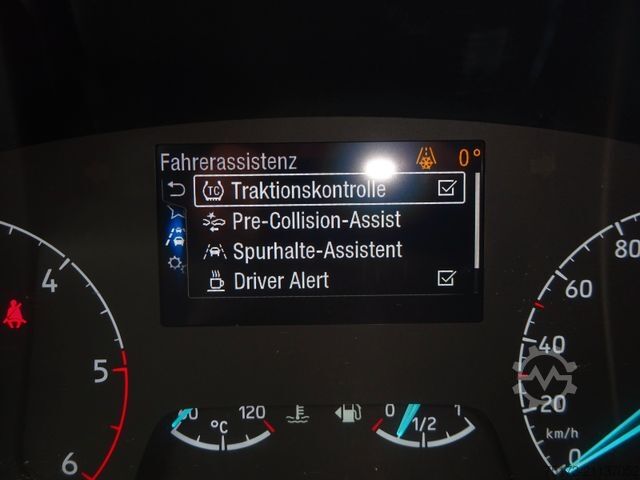 Fahrerassistenz 0°
TC Traktionskontrolle
Pre-Collision-Assist
Spurhalte-Assistent
Driver Alert
4
5
6
120
°C
0 1/2 1
80
60
40
20
0
km/h